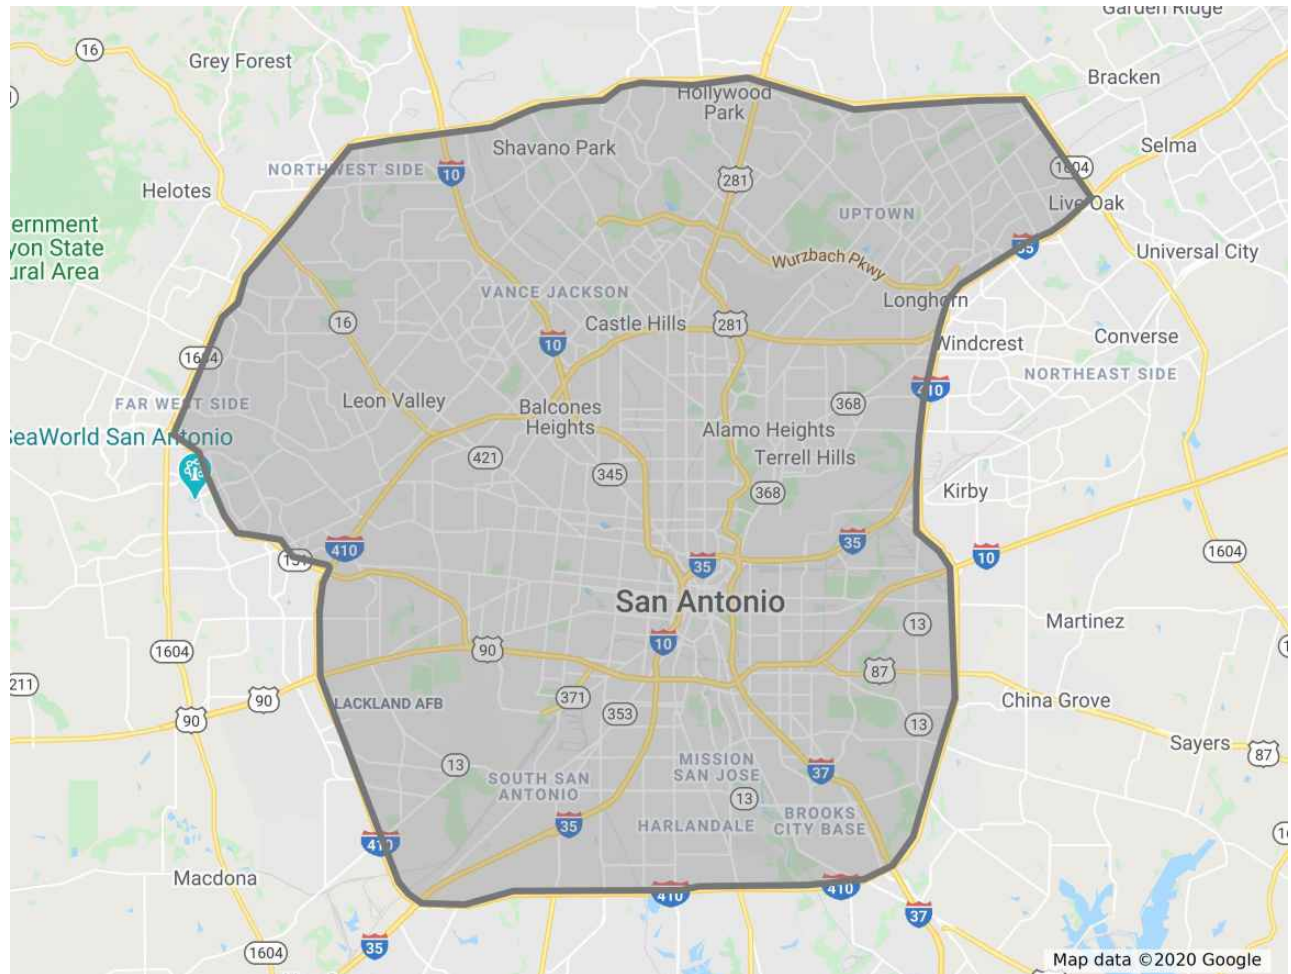 Garden Ridge
16
Grey Forest
Bracken
Hollywood
Park
Shavano Park
Selma
NORTHWEST SIDE
10
1604
281
Helotes
Live Oak
UPTOWN
ernment
yon State
ural Area
35
Universal City
Wurzbach Pkwy
VANCE JACKSON
Longhorn
16
Castle Hills
281
10
Windcrest
Converse
1604
NORTHEAST SIDE
410
FAR WEST SIDE
Leon Valley
368
Balcones
Heights
Alamo Heights
SeaWorld San Antonio
421
Terrell Hills
345
368
Kirby
410
35
1604
151
35
10
San Antonio
13
Martinez
10
1604
90
87
211
90
LACKLAND AFB
371
China Grove
90
353
13
Sayers
87
13
MISSION
SAN JOSE
37
SOUTH SAN
ANTONIO
13
BROOKS
CITY BASE
35
HARLANDALE
410
Macdona
410
410
37
35
1604
Map data ©2020 Google